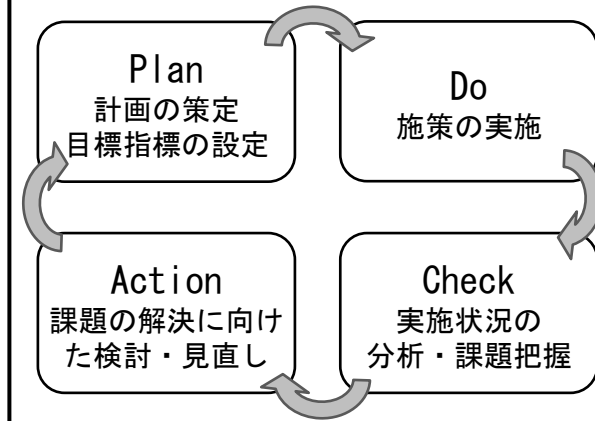 Plan
計画の策定
目標指標の設定
Do
施策の実施
Action
課題の解決に向け
た検討・見直し
Check
実施状況の
分析・課題把握